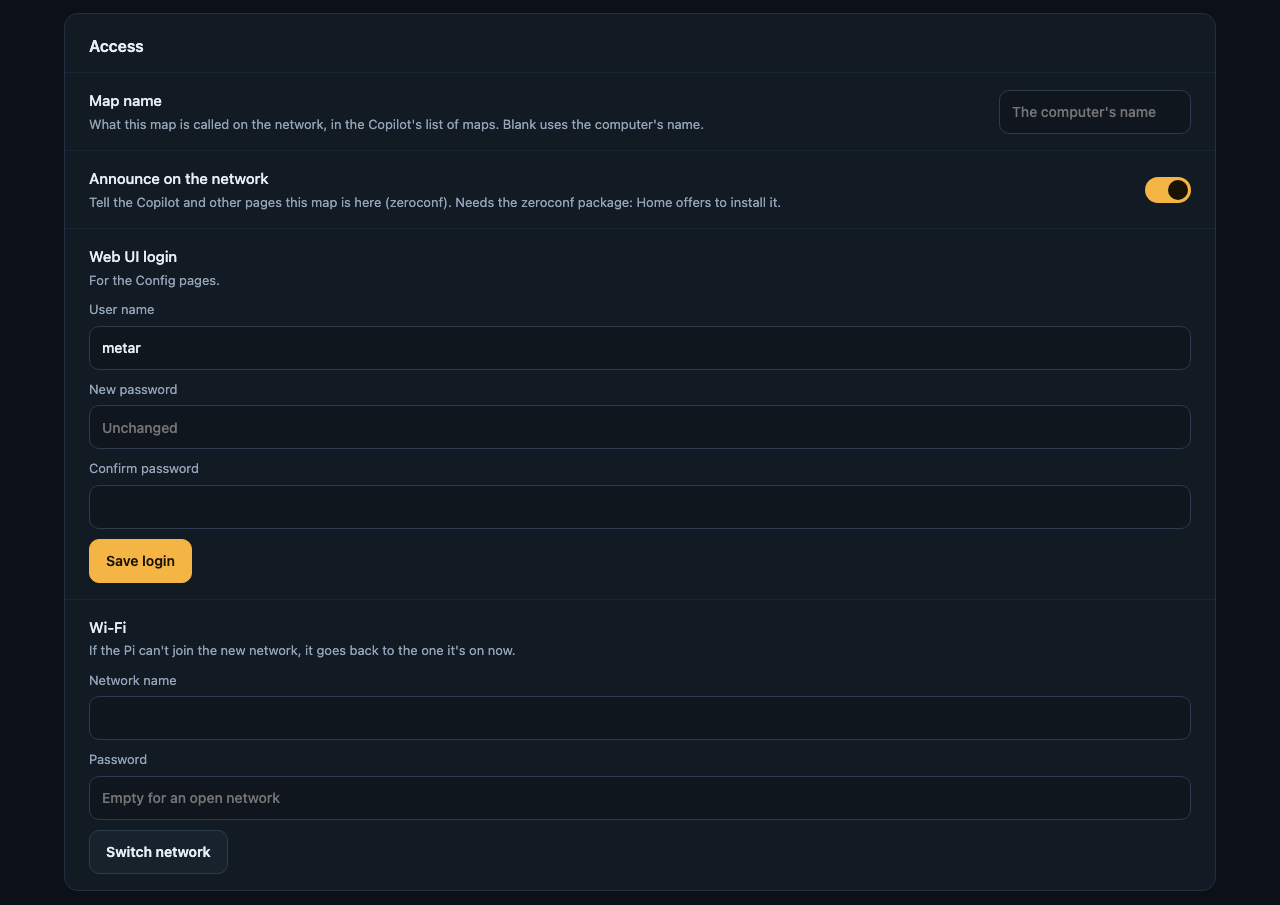 Access
Map name
What this map is called on the network, in the Copilot's list of maps. Blank uses the computer's name.
The computer's name
Announce on the network
Tell the Copilot and other pages this map is here (zeroconf). Needs the zeroconf package: Home offers to install it.
Web UI login
For the Config pages.
User name
metar
New password
Unchanged
Confirm password
Save login
Wi-Fi
If the Pi can't join the new network, it goes back to the one it's on now.
Network name
Password
Empty for an open network
Switch network